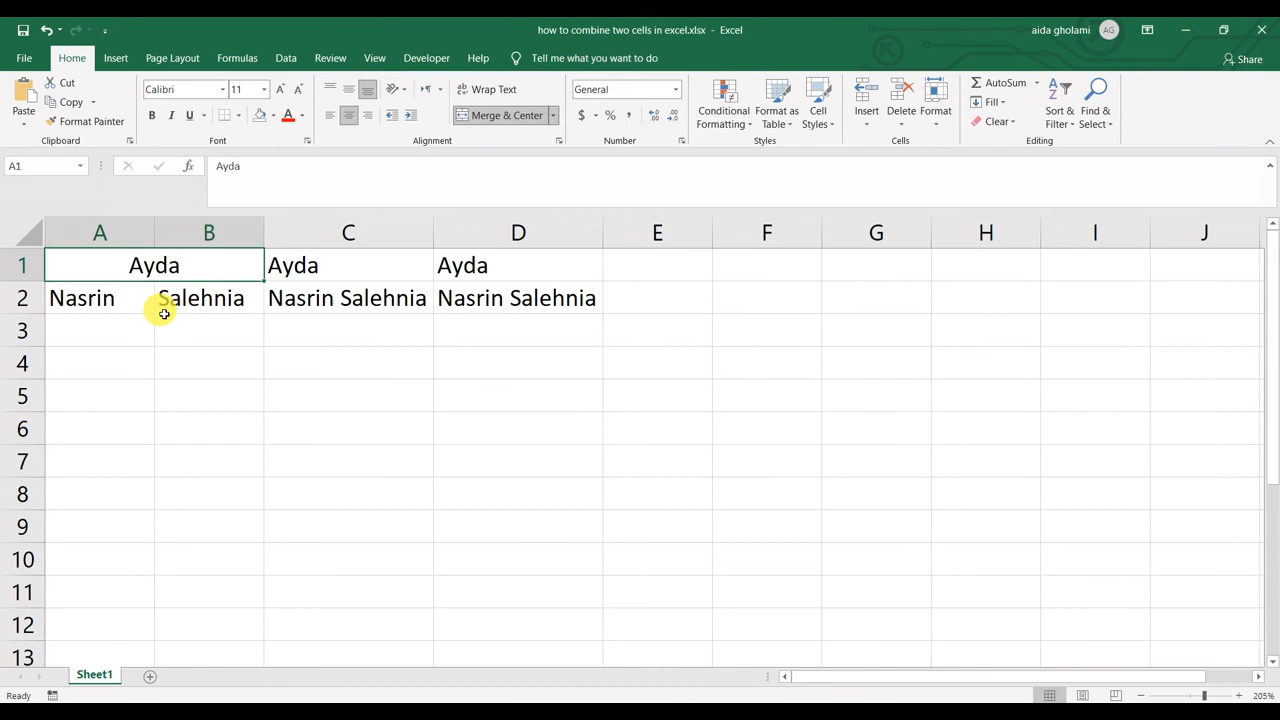 how to combine two cells in excel.xlsx - Excel
aida gholami AG
File Home Insert Page Layout Formulas Data Review View Developer Help Tell me what you want to do Share
Paste
Cut
Copy
Format Painter
Clipboard
Calibri 11
B I U A
Font
Wrap Text
Merge & Center
Alignment
General
$ % ,
Number
Conditional Formatting
Format as Table
Cell Styles
Styles
Insert
Delete
Format
Cells
AutoSum
Fill
Clear
Sort & Filter
Find & Select
Editing
A1 fx Ayda
A B C D E F G H I J
1 Ayda Ayda Ayda
2 Nasrin Salehnia Nasrin Salehnia Nasrin Salehnia
3
4
5
6
7
8
9
10
11
12
13
Sheet1
Ready 205%